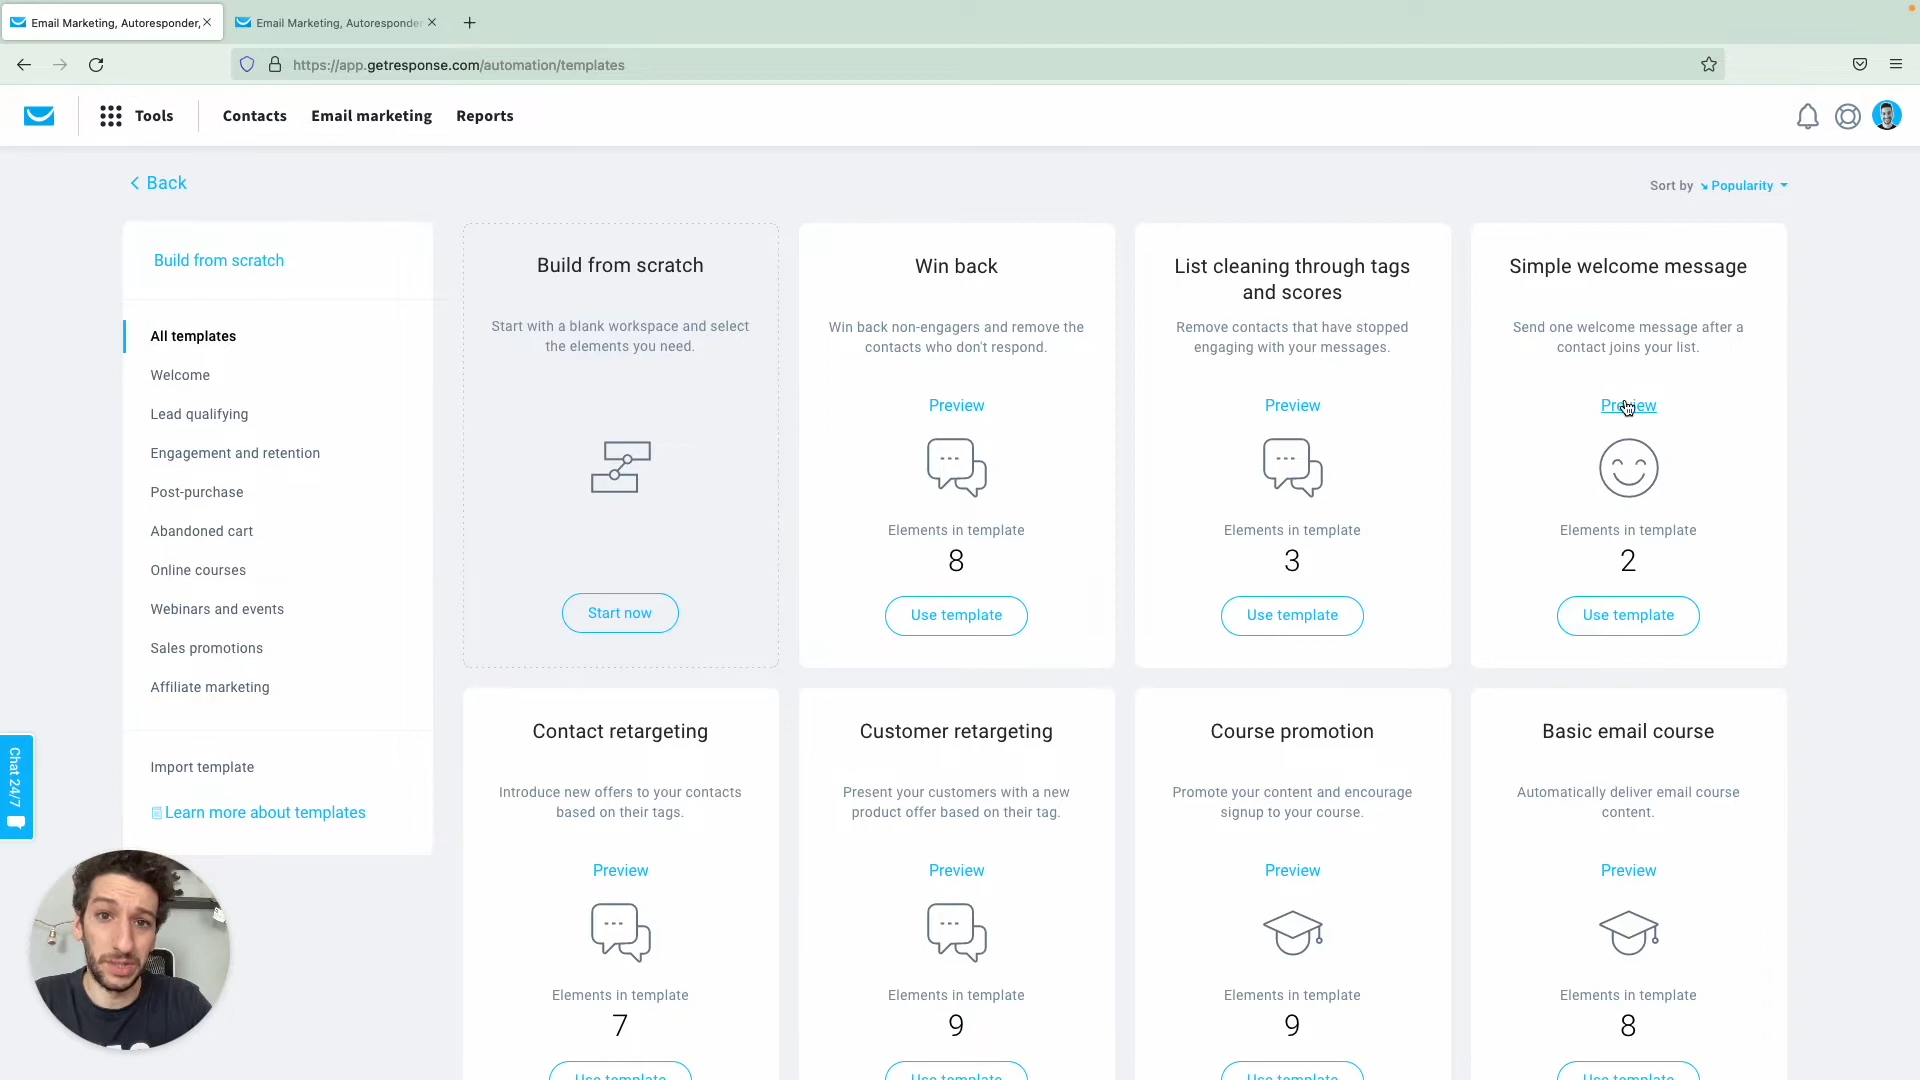 Email Marketing, Autoresponder,
Email Marketing, Autoresponder
https://app.getresponse.com/automation/templates
Tools
Contacts
Email marketing
Reports
Back
Sort by
Popularity
Build from scratch
All templates
Welcome
Lead qualifying
Engagement and retention
Post-purchase
Abandoned cart
Online courses
Webinars and events
Sales promotions
Affiliate marketing
Import template
Learn more about templates
Chat 24/7
Build from scratch
Start with a blank workspace and select
the elements you need.
Start now
Win back
Win back non-engagers and remove the
contacts who don't respond.
Preview
Elements in template
8
Use template
List cleaning through tags
and scores
Remove contacts that have stopped
engaging with your messages.
Preview
Elements in template
3
Use template
Simple welcome message
Send one welcome message after a
contact joins your list.
Preview
Elements in template
2
Use template
Contact retargeting
Introduce new offers to your contacts
based on their tags.
Preview
Elements in template
7
Use template
Customer retargeting
Present your customers with a new
product offer based on their tag.
Preview
Elements in template
9
Use template
Course promotion
Promote your content and encourage
signup to your course.
Preview
Elements in template
9
Use template
Basic email course
Automatically deliver email course
content.
Preview
Elements in template
8
Use template